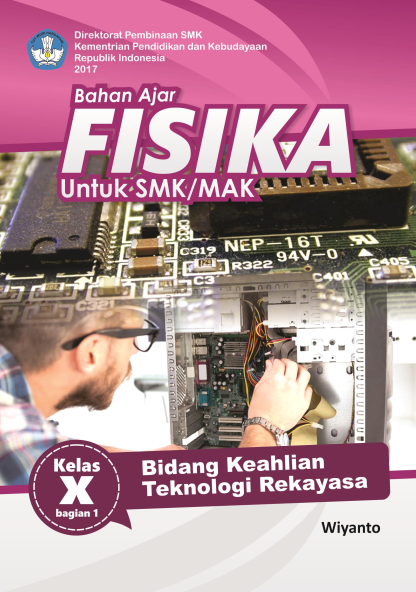 Direktorat Pembinaan SMK
Kementrian Pendidikan dan Kebudayaan
Republik Indonesia
2017
Bahan Ajar
FISIKA
Untuk SMK/MAK
C319 NEP-16T
R322 94V-0
C401
C405
Kelas
X
bagian 1
Bidang Keahlian
Teknologi Rekayasa
Wiyanto